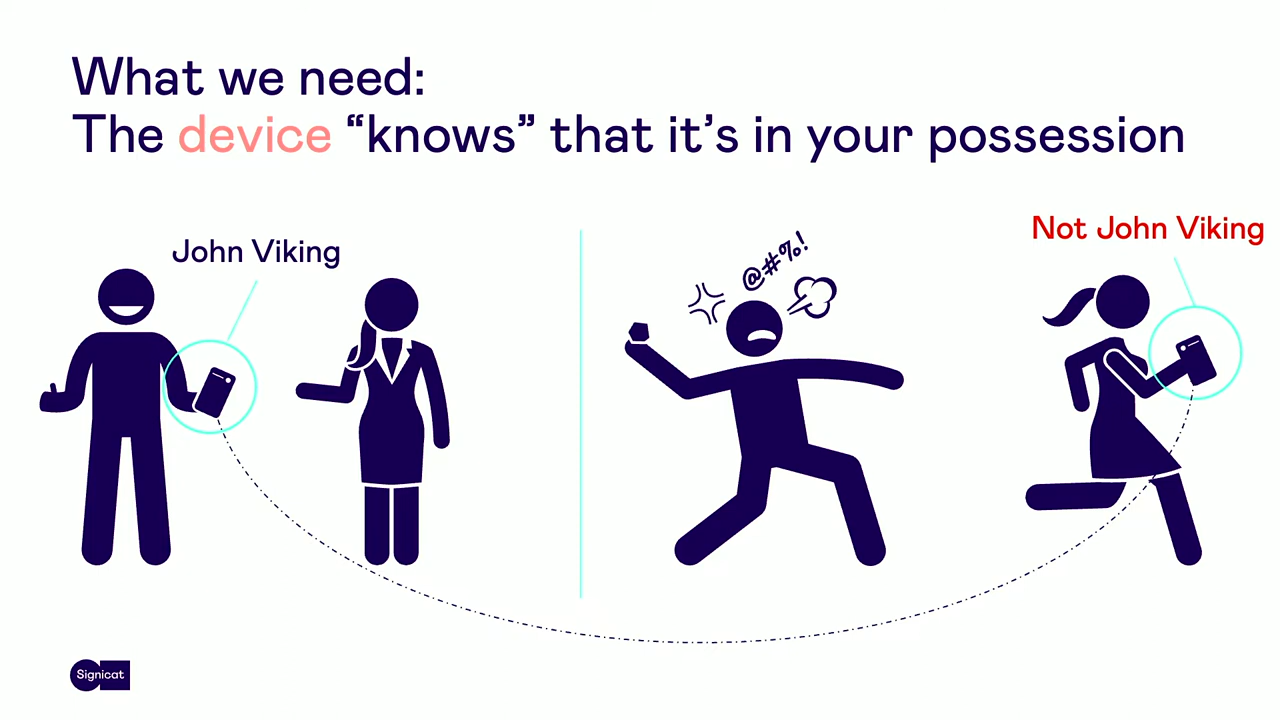 What we need:
The device “knows” that it’s in your possession
John Viking
@#%!
Not John Viking
Signicat